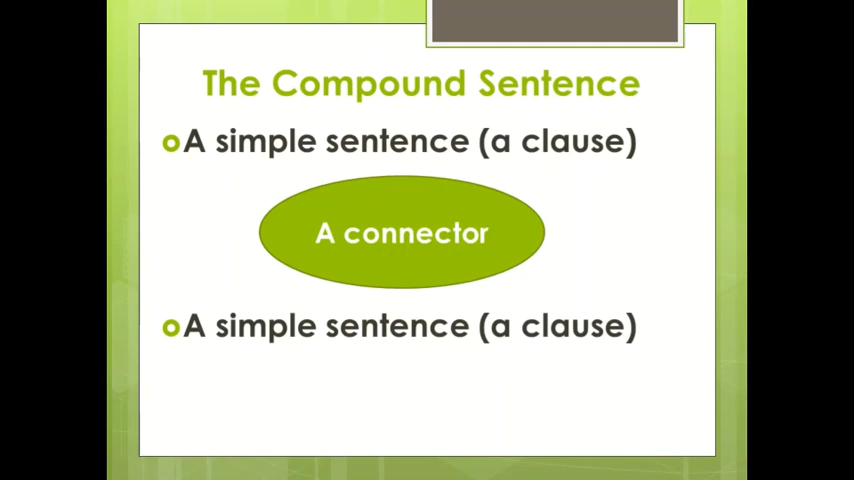 The Compound Sentence
A simple sentence (a clause)
A connector
A simple sentence (a clause)